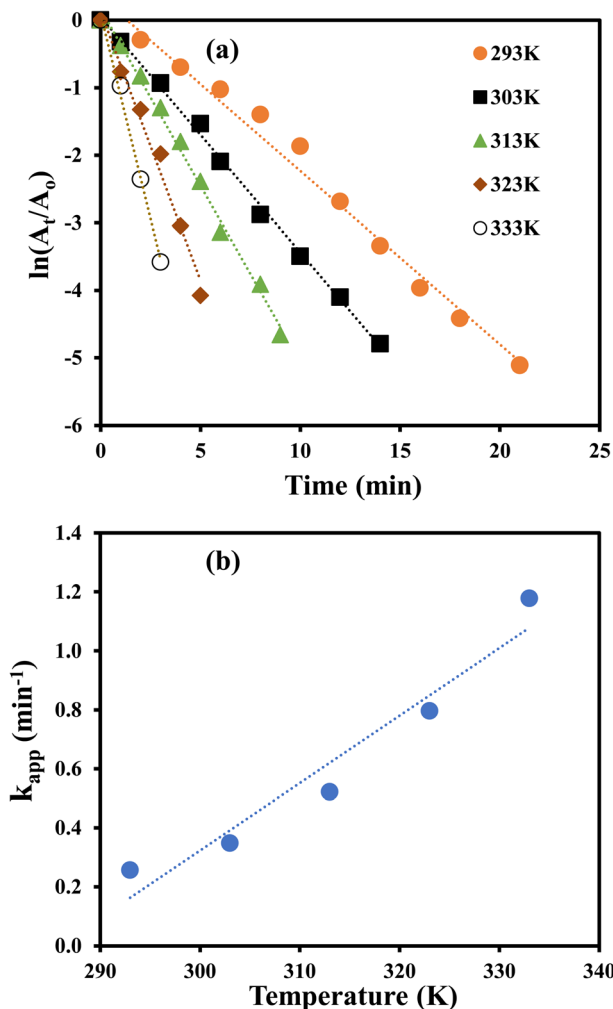 (a)
0
-1
-2
-3
-4
-5
-6
ln(At/Ao)
293K
303K
313K
323K
333K
0 5 10 15 20 25
Time (min)
(b)
1.4
1.2
1.0
0.8
0.6
0.4
0.2
0.0
kapp (min-1)
290 300 310 320 330 340
Temperature (K)